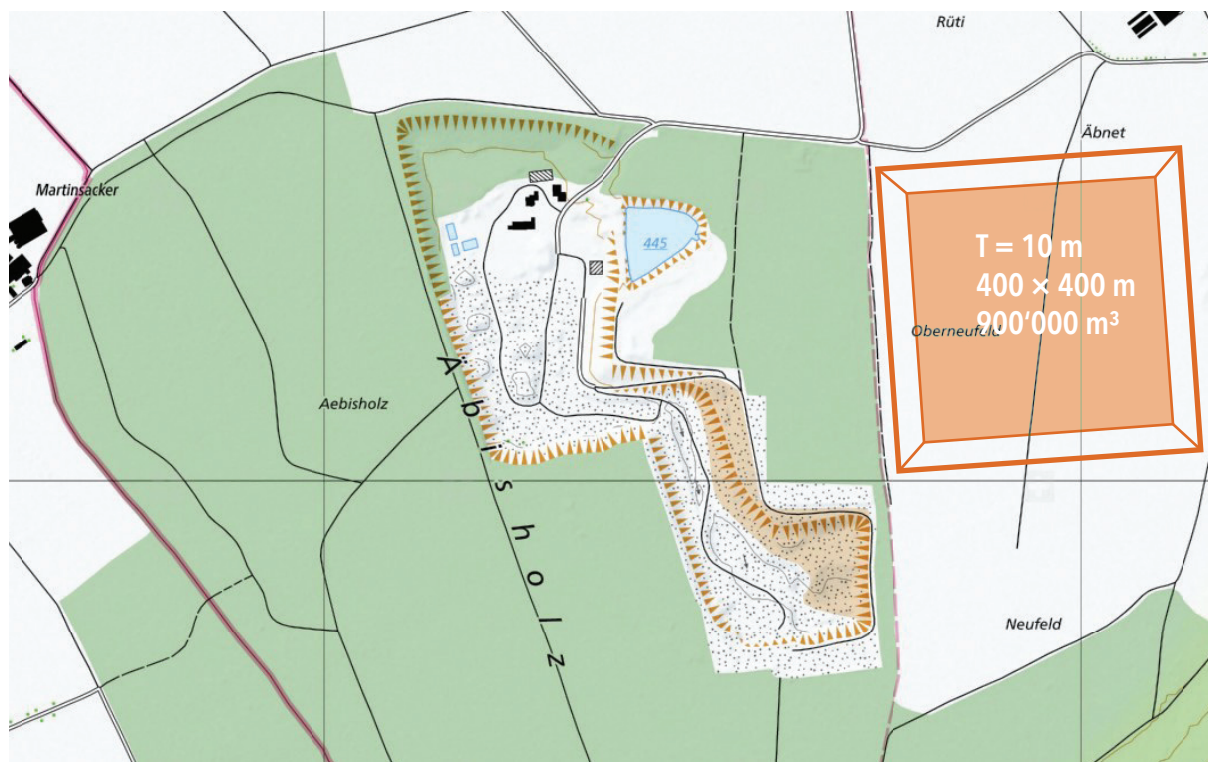 Rüti
Äbnet
Martinsacker
445
T = 10 m
400 × 400 m
900‘000 m³
Oberneufeld
Aebisholz
Äbisholz
Neufeld